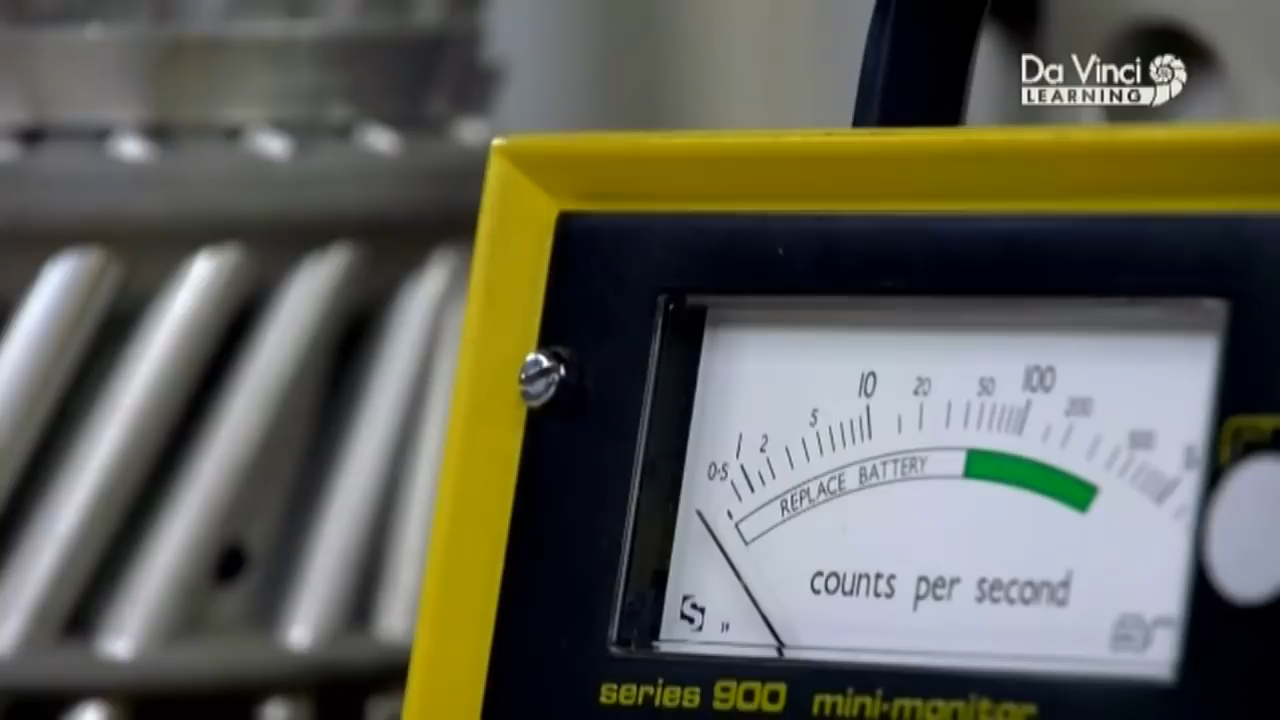 Da Vinci
LEARNING
0·5 1 2 5 10 20 50 100 200
REPLACE BATTERY
counts per second
series 900 mini-monitor